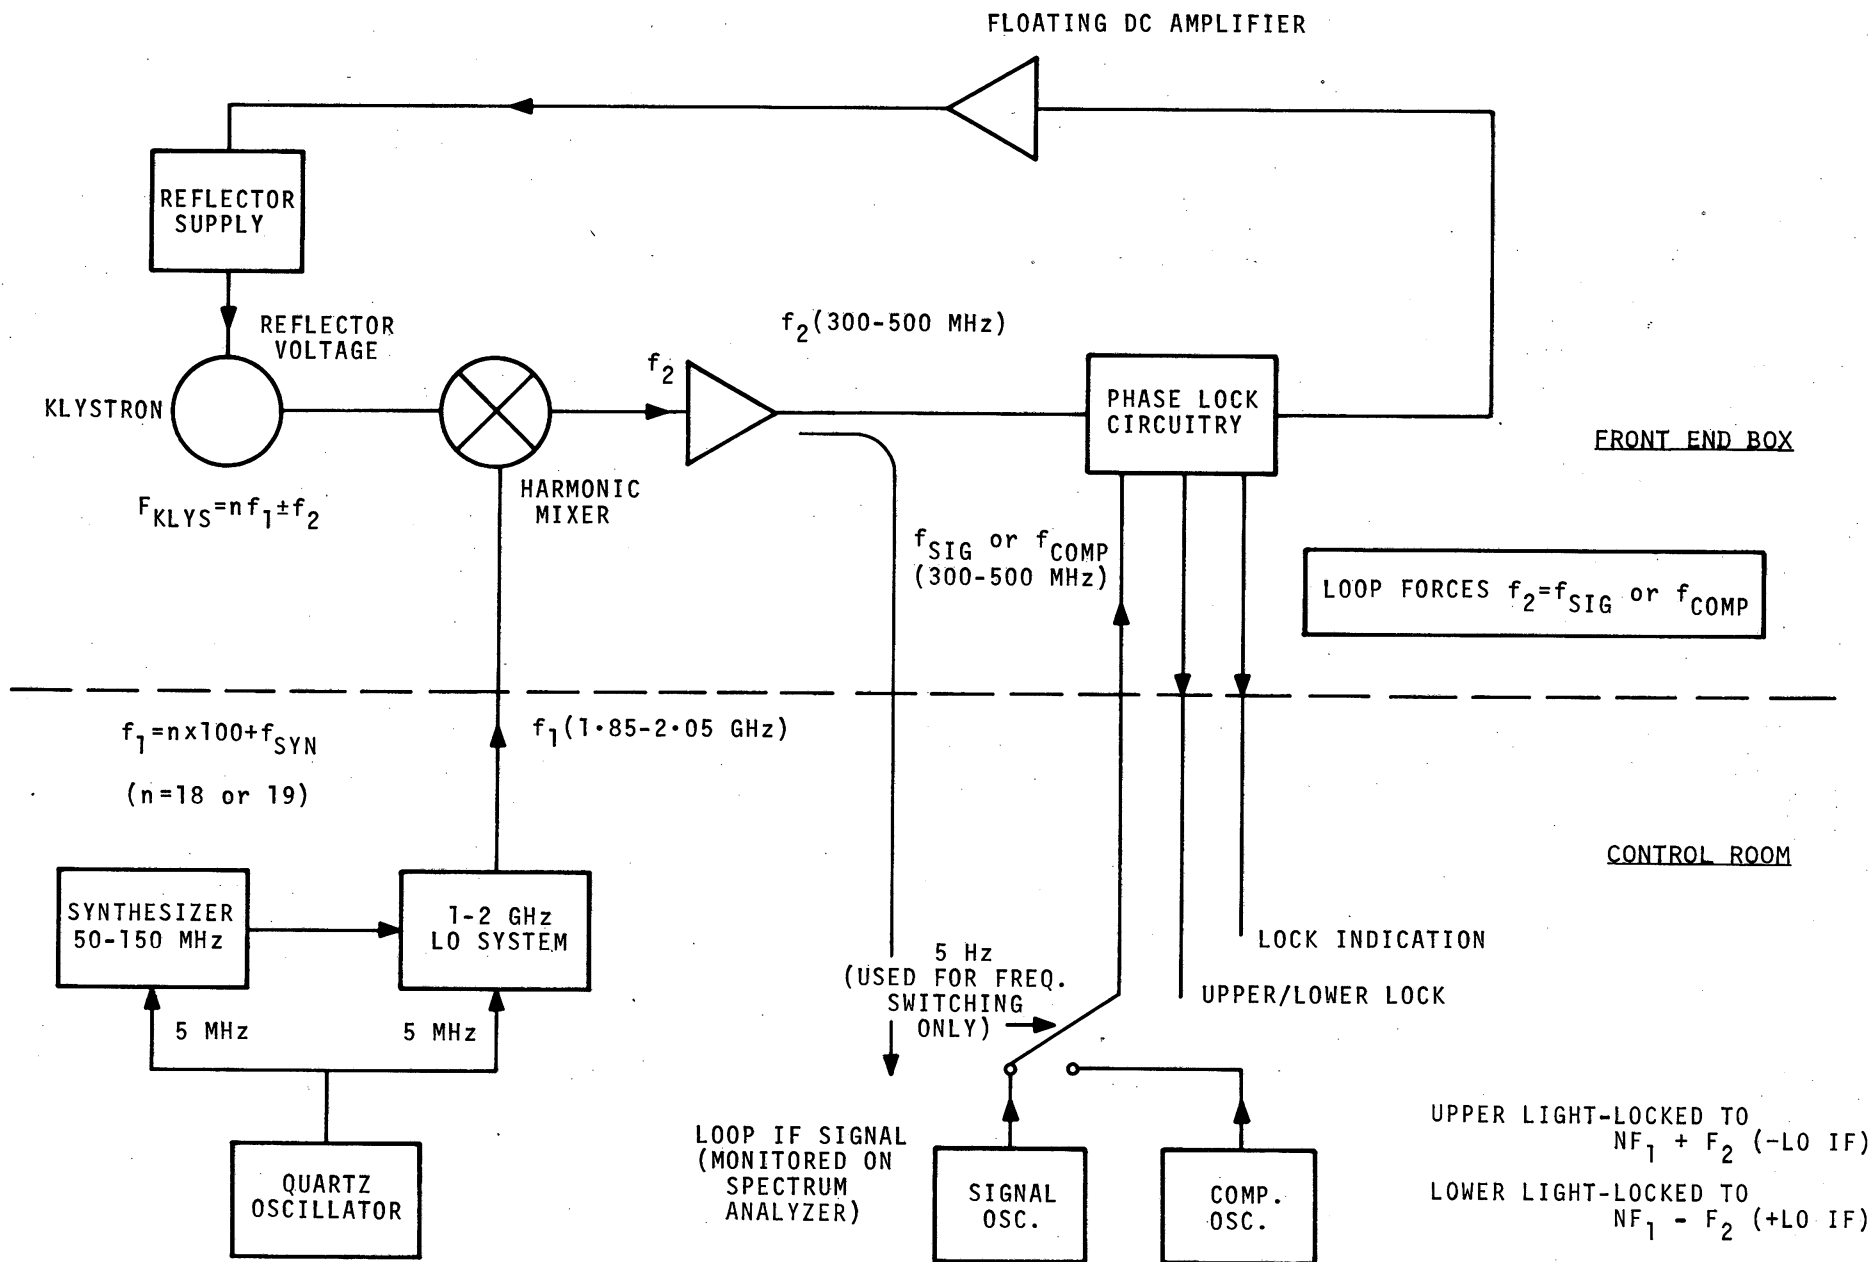 FLOATING DC AMPLIFIER
REFLECTOR
SUPPLY
REFLECTOR
VOLTAGE
f2(300-500 MHz)
f2
KLYSTRON
PHASE LOCK
CIRCUITRY
FRONT END BOX
HARMONIC
MIXER
FKLYS=nf1±f2
fSIG or fCOMP
(300-500 MHz)
LOOP FORCES f2=fSIG or fCOMP
f1=nx100+fSYN
(n=18 or 19)
f1(1·85-2·05 GHz)
CONTROL ROOM
SYNTHESIZER
50-150 MHz
1-2 GHz
LO SYSTEM
5 Hz
(USED FOR FREQ.
SWITCHING
ONLY)
LOCK INDICATION
UPPER/LOWER LOCK
5 MHz
5 MHz
QUARTZ
OSCILLATOR
LOOP IF SIGNAL
(MONITORED ON
SPECTRUM
ANALYZER)
SIGNAL
OSC.
COMP.
OSC.
UPPER LIGHT-LOCKED TO
NF1 + F2 (-LO IF)
LOWER LIGHT-LOCKED TO
NF1 - F2 (+LO IF)